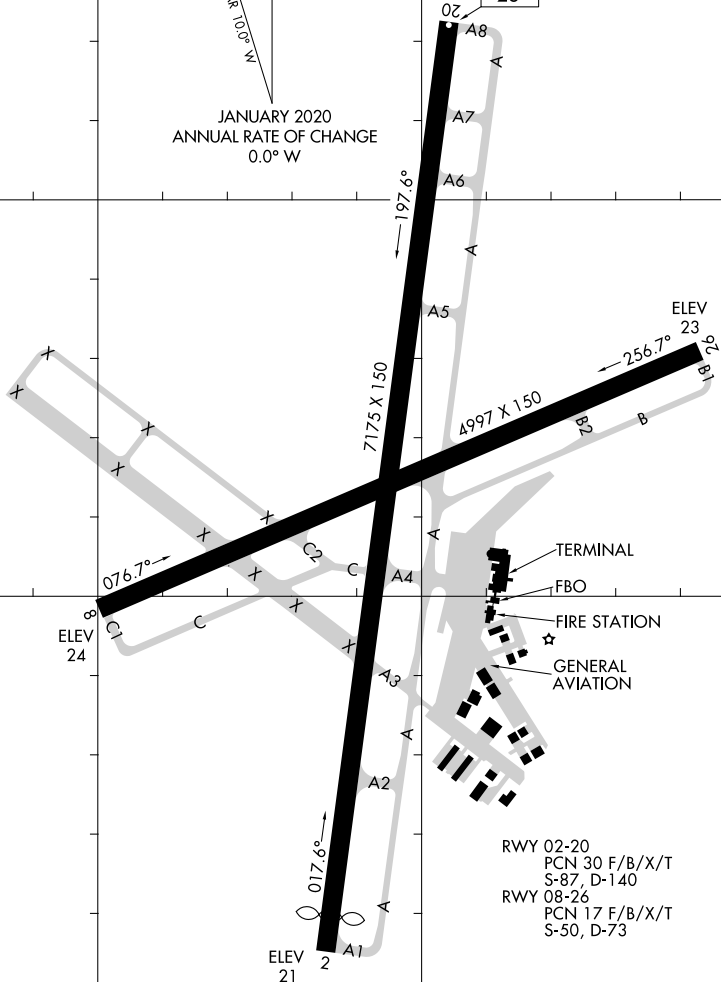 20
A8
VAR 10.0° W
A
JANUARY 2020
ANNUAL RATE OF CHANGE
0.0° W
A7
A6
197.6°
A
A5
ELEV
23
26
256.7°
X
X
B1
7175 X 150
4997 X 150
B2
B
X
X
X
X
A
C2
TERMINAL
076.7°
X
C
A4
FBO
8
X
C1
C
FIRE STATION
ELEV
24
X
A3
GENERAL
AVIATION
A
A2
017.6°
RWY 02-20
PCN 30 F/B/X/T
S-87, D-140
RWY 08-26
PCN 17 F/B/X/T
S-50, D-73
A
A1
ELEV
21
2